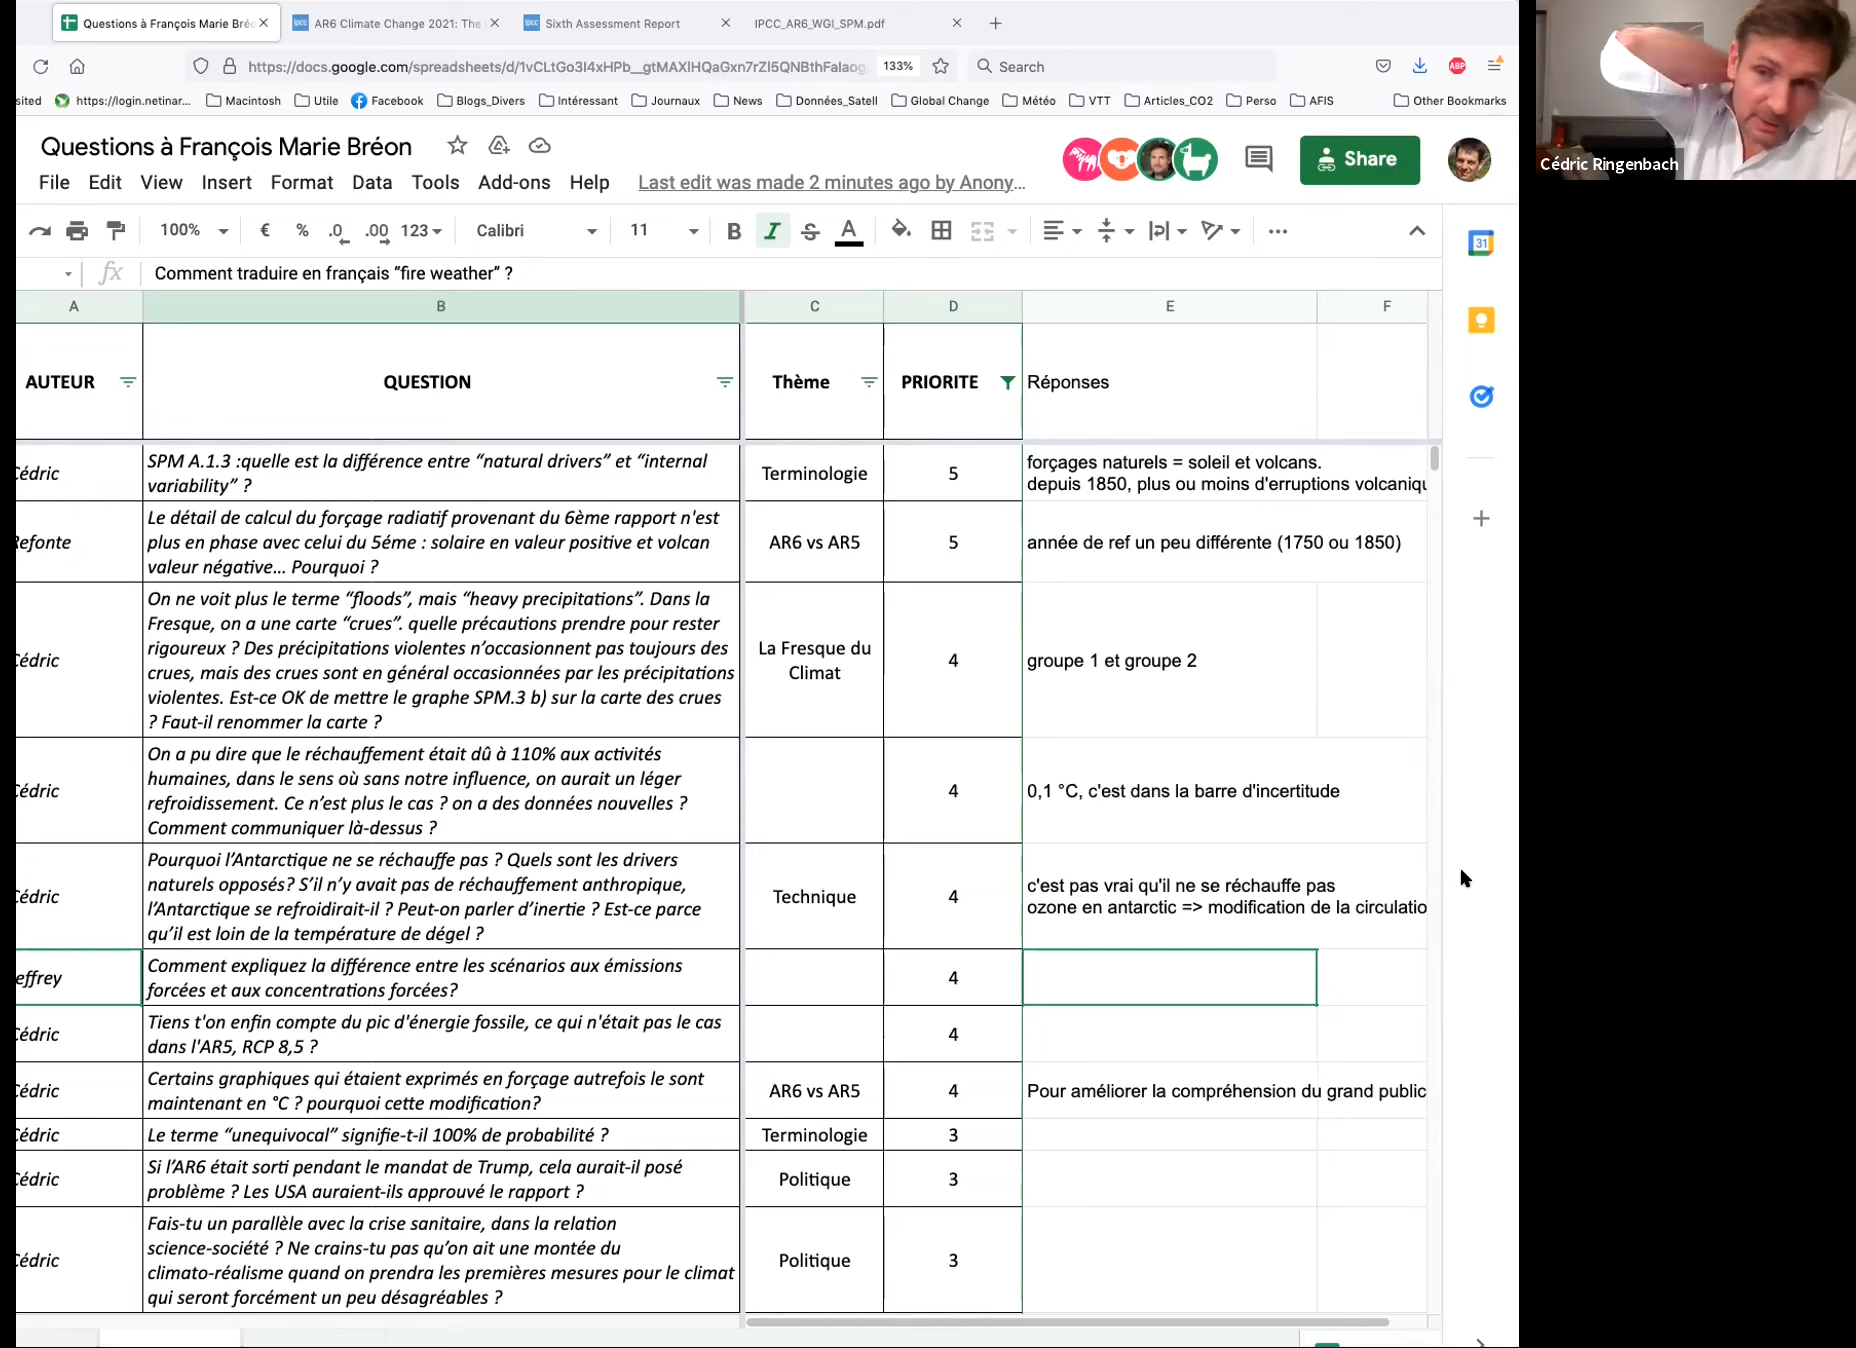 Questions à François Marie Bréo
AR6 Climate Change 2021: The
Sixth Assessment Report
IPCC_AR6_WGI_SPM.pdf
https://docs.google.com/spreadsheets/d/1vCLtGo3I4xHPb__gtMAXlHQaGxn7rZl5QNBthFalaog
133%
Search
sited
https://login.netinar...
Macintosh
Utile
Facebook
Blogs_Divers
Intéressant
Journaux
News
Données_Satell
Global Change
Météo
VTT
Articles_CO2
Perso
AFIS
Other Bookmarks
Cédric Ringenbach
Questions à François Marie Bréon
Share
File Edit View Insert Format Data Tools Add-ons Help Last edit was made 2 minutes ago by Anony...
100% € % .0 .00 123 Calibri 11 B I S A
31
fx Comment traduire en français “fire weather” ?
A B C D E F
AUTEUR QUESTION Thème PRIORITE Réponses
Cédric
SPM A.1.3 :quelle est la différence entre “natural drivers” et “internal
variability” ?
Terminologie
5
forçages naturels = soleil et volcans.
depuis 1850, plus ou moins d'erruptions volcaniqu
Refonte
Le détail de calcul du forçage radiatif provenant du 6ème rapport n'est
plus en phase avec celui du 5éme : solaire en valeur positive et volcan
valeur négative... Pourquoi ?
AR6 vs AR5
5
année de ref un peu différente (1750 ou 1850)
Cédric
On ne voit plus le terme “floods”, mais “heavy precipitations”. Dans la
Fresque, on a une carte “crues”. quelle précautions prendre pour rester
rigoureux ? Des précipitations violentes n’occasionnent pas toujours des
crues, mais des crues sont en général occasionnées par les précipitations
violentes. Est-ce OK de mettre le graphe SPM.3 b) sur la carte des crues
? Faut-il renommer la carte ?
La Fresque du
Climat
4
groupe 1 et groupe 2
Cédric
On a pu dire que le réchauffement était dû à 110% aux activités
humaines, dans le sens où sans notre influence, on aurait un léger
refroidissement. Ce n’est plus le cas ? on a des données nouvelles ?
Comment communiquer là-dessus ?
4
0,1 °C, c'est dans la barre d'incertitude
Cédric
Pourquoi l’Antarctique ne se réchauffe pas ? Quels sont les drivers
naturels opposés? S’il n’y avait pas de réchauffement anthropique,
l’Antarctique se refroidirait-il ? Peut-on parler d’inertie ? Est-ce parce
qu’il est loin de la température de dégel ?
Technique
4
c'est pas vrai qu'il ne se réchauffe pas
ozone en antarctic => modification de la circulatio
effrey
Comment expliquez la différence entre les scénarios aux émissions
forcées et aux concentrations forcées?
4
Cédric
Tiens t'on enfin compte du pic d'énergie fossile, ce qui n'était pas le cas
dans l'AR5, RCP 8,5 ?
4
Cédric
Certains graphiques qui étaient exprimés en forçage autrefois le sont
maintenant en °C ? pourquoi cette modification?
AR6 vs AR5
4
Pour améliorer la compréhension du grand public
Cédric
Le terme “unequivocal” signifie-t-il 100% de probabilité ?
Terminologie
3
Cédric
Si l’AR6 était sorti pendant le mandat de Trump, cela aurait-il posé
problème ? Les USA auraient-ils approuvé le rapport ?
Politique
3
Cédric
Fais-tu un parallèle avec la crise sanitaire, dans la relation
science-société ? Ne crains-tu pas qu’on ait une montée du
climato-réalisme quand on prendra les premières mesures pour le climat
qui seront forcément un peu désagréables ?
Politique
3